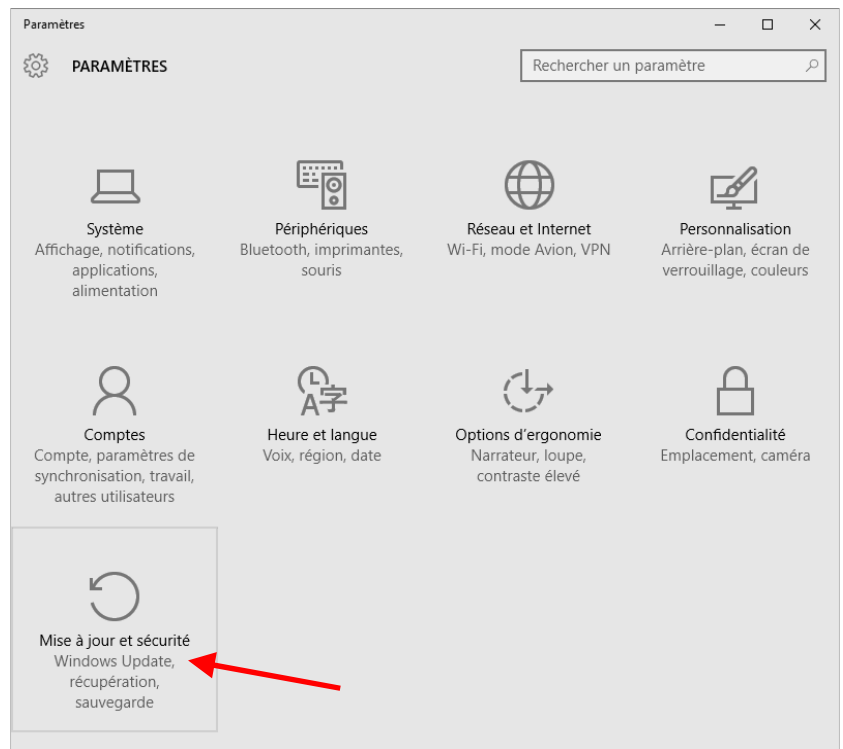 Paramètres
PARAMÈTRES
Rechercher un paramètre
Système
Affichage, notifications,
applications,
alimentation
Périphériques
Bluetooth, imprimantes,
souris
Réseau et Internet
Wi-Fi, mode Avion, VPN
Personnalisation
Arrière-plan, écran de
verrouillage, couleurs
Comptes
Compte, paramètres de
synchronisation, travail,
autres utilisateurs
A字
Heure et langue
Voix, région, date
Options d’ergonomie
Narrateur, loupe,
contraste élevé
Confidentialité
Emplacement, caméra
Mise à jour et sécurité
Windows Update,
récupération,
sauvegarde